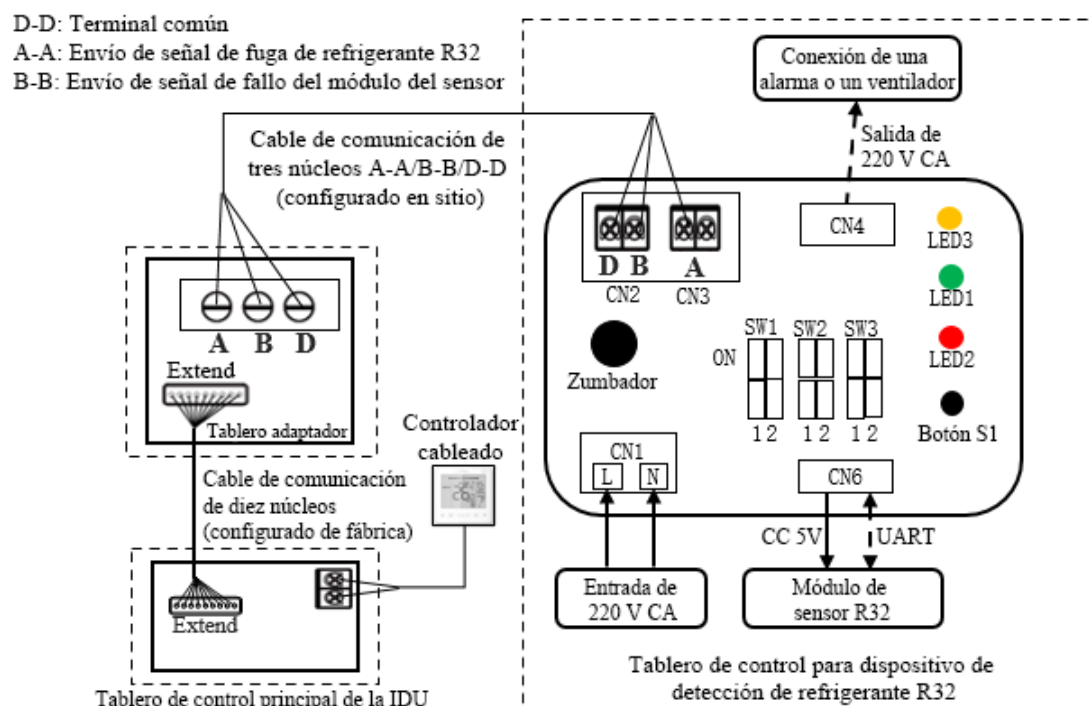 D-D: Terminal común
A-A: Envío de señal de fuga de refrigerante R32
B-B: Envío de señal de fallo del módulo del sensor
Cable de comunicación de
tres núcleos A-A/B-B/D-D
(configurado en sitio)
A B D
Extend
Tablero adaptador
Cable de comunicación
de diez núcleos
(configurado de fábrica)
Controlador
cableado
Extend
Tablero de control principal de la IDU
Conexión de una
alarma o un ventilador
Salida de
220 V CA
D B A
CN2 CN3
CN4
LED3
LED1
LED2
Botón S1
Zumbador
SW1 SW2 SW3
ON
1 2 1 2 1 2
CN1
L N
CN6
CC 5V
UART
Entrada de
220 V CA
Módulo de
sensor R32
Tablero de control para dispositivo de
detección de refrigerante R32